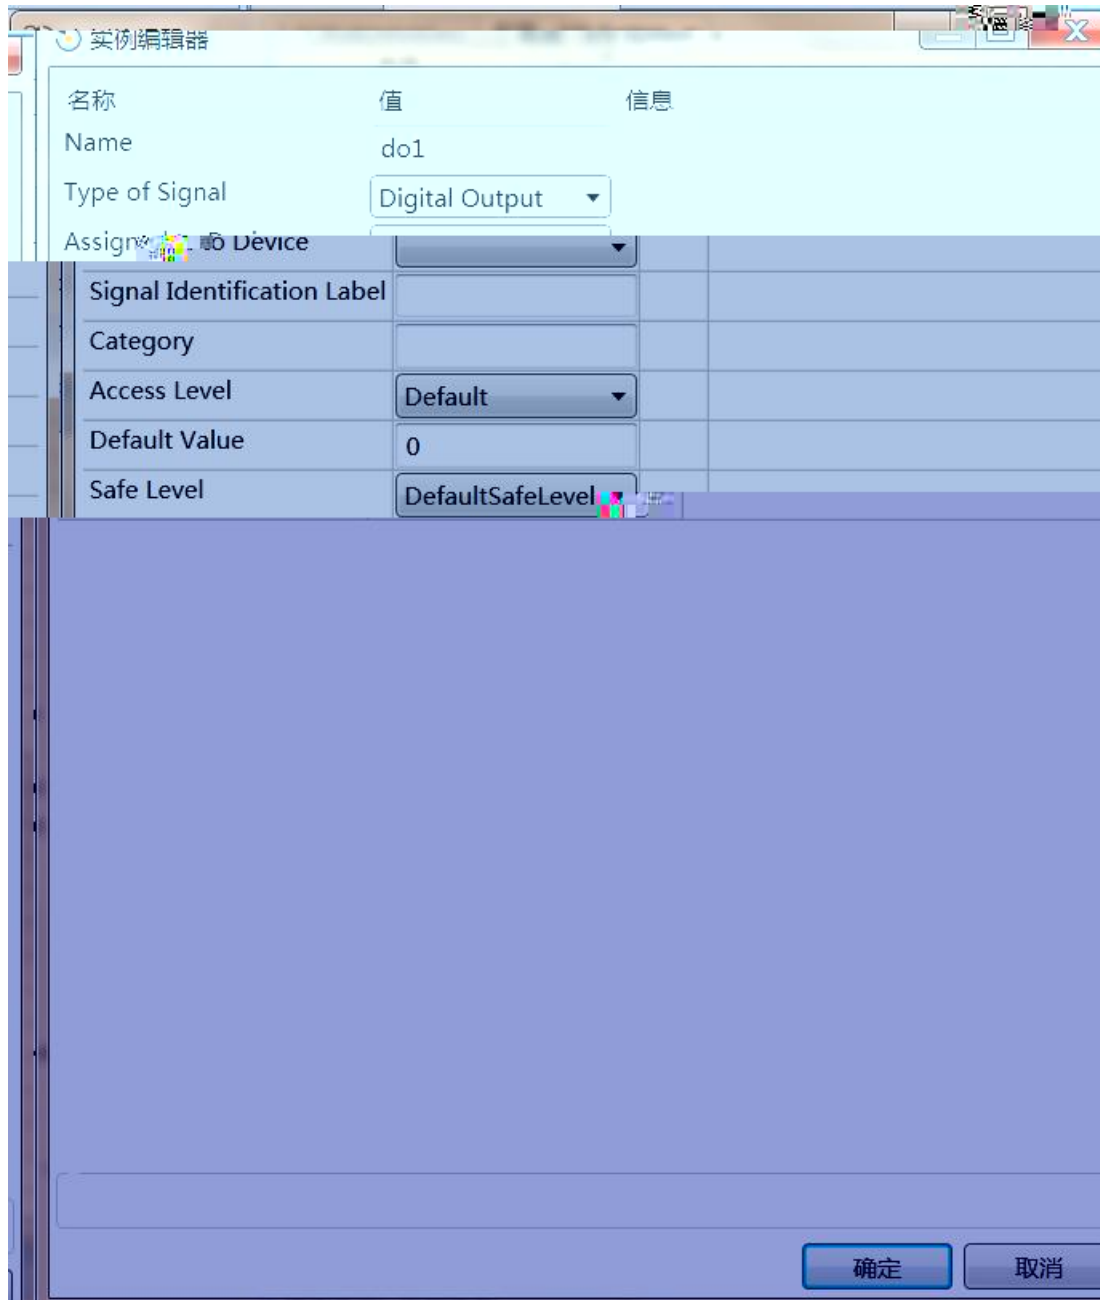 实例编辑器
名称 值 信息
Name do1
Type of Signal Digital Output
Device
Signal Identification Label
Category
Access Level Default
Default Value 0
Safe Level DefaultSafeLevel
确定 取消